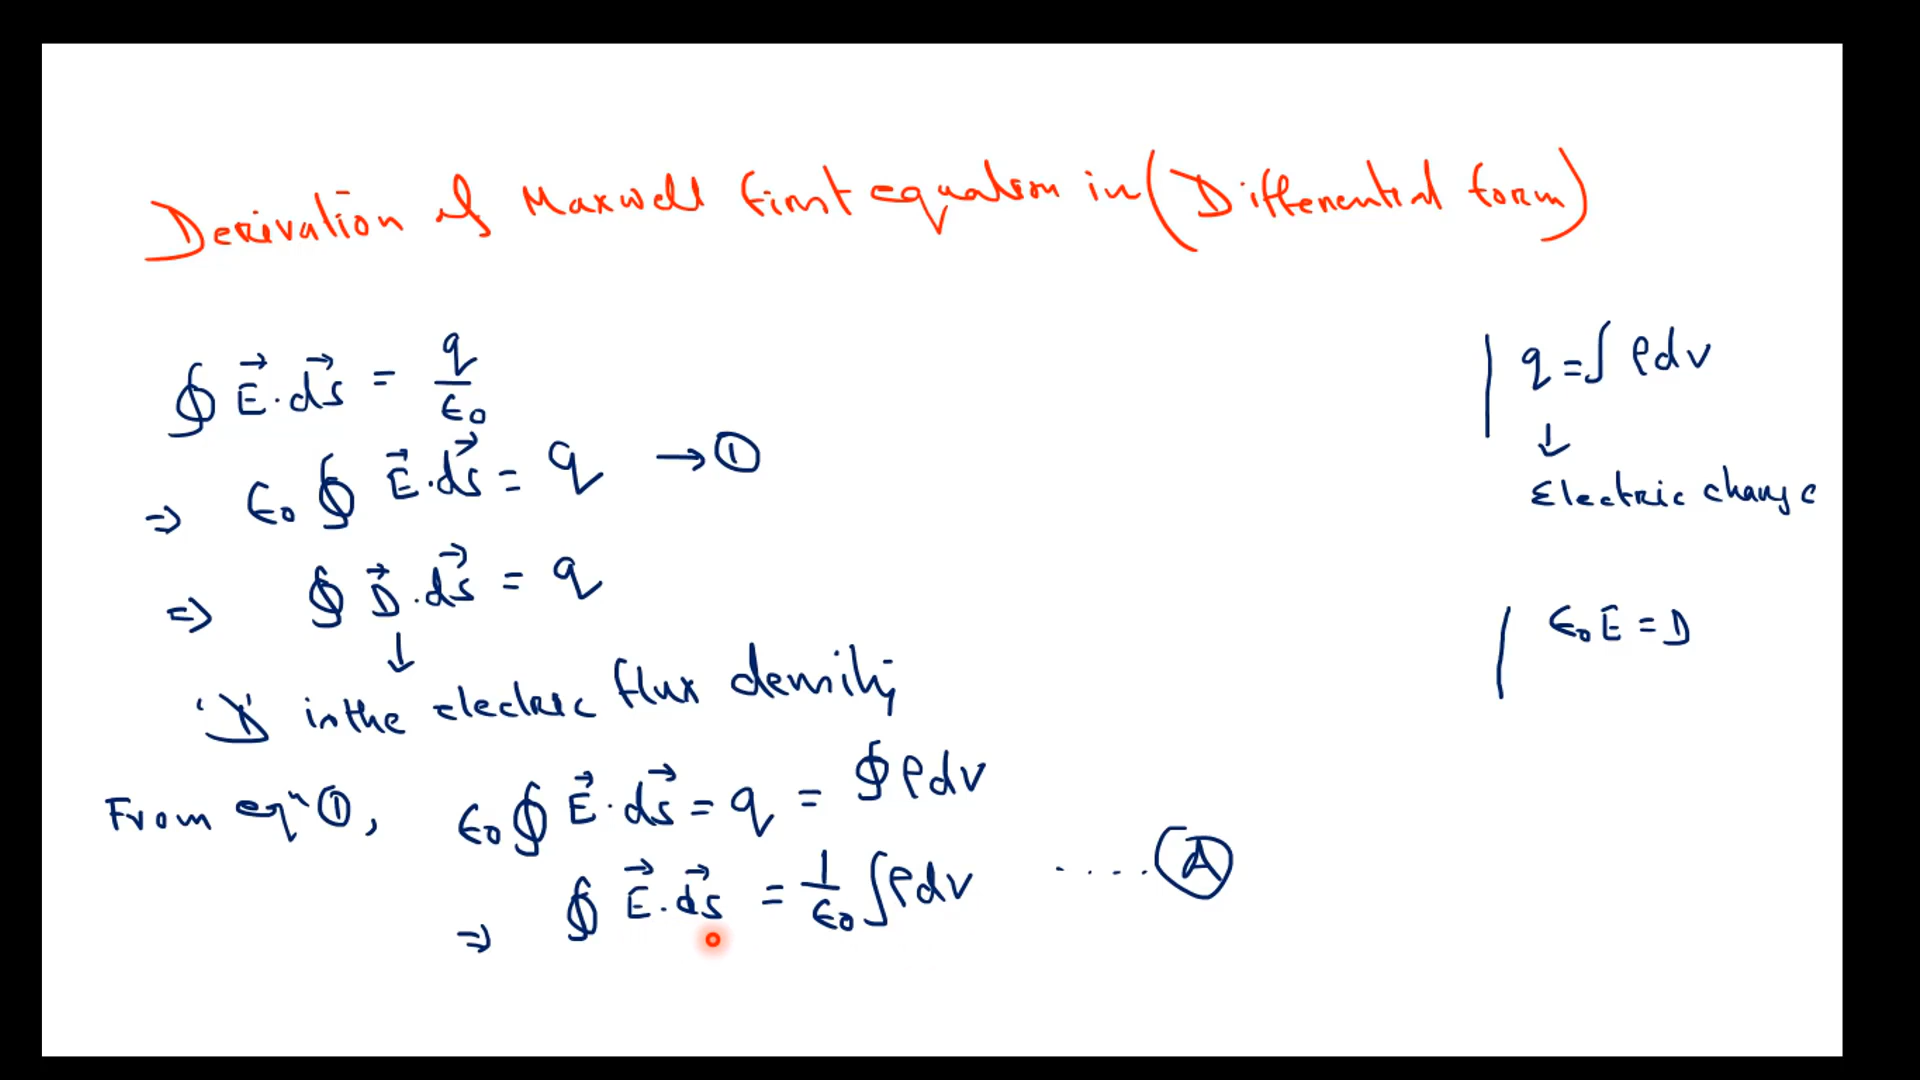 Derivation of Maxwell first equation in (Differential form)
∮ E⃗ . ds⃗ = q/ϵ₀
⇒ ϵ₀ ∮ E⃗ . ds⃗ = q → ①
⇒ ∮ D⃗ . ds⃗ = q
↓
'D' is the electric flux density
From eqⁿ ①, ϵ₀ ∮ E⃗ . ds⃗ = q = ∮ ρdv
⇒ ∮ E⃗ . ds⃗ = 1/ϵ₀ ∫ ρdv ..... Ⓐ
| q = ∫ ρdv
↓
Electric charge
| ϵ₀E = D